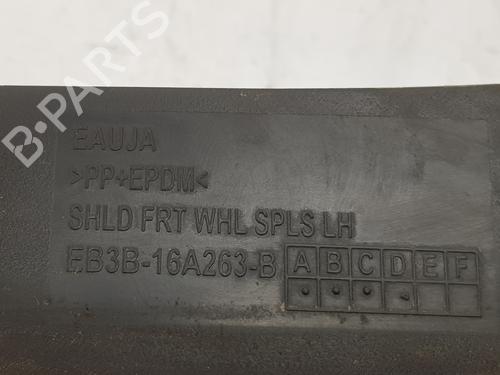 B-PARTS
EAUJA
>PP+EPDM<
SHLD FRT WHL SPLS LH
EB3B-16A263-B A B C D E F